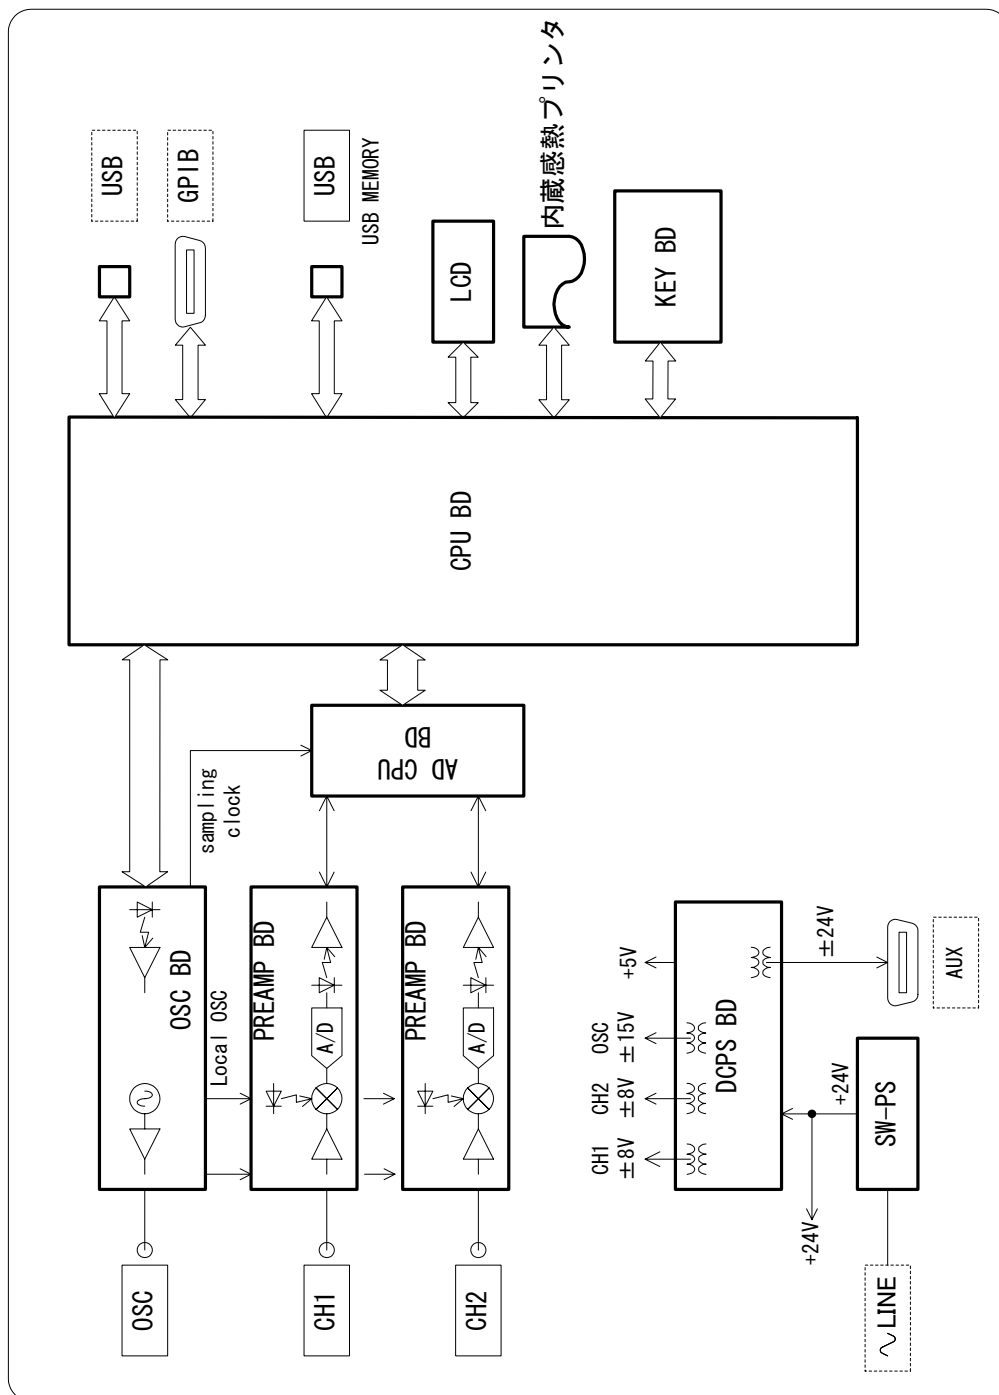 USB
GPIB
USB
USB MEMORY
LCD
内蔵感熱プリンタ
KEY BD
CPU BD
AD CPU
BD
sampling
clock
OSC BD
Local OSC
PREAMP BD
A/D
PREAMP BD
A/D
OSC
CH1
CH2
CH1
±8V
CH2
±8V
OSC
±15V
+5V
DCPS BD
±24V
AUX
+24V
+24V
SW-PS
LINE